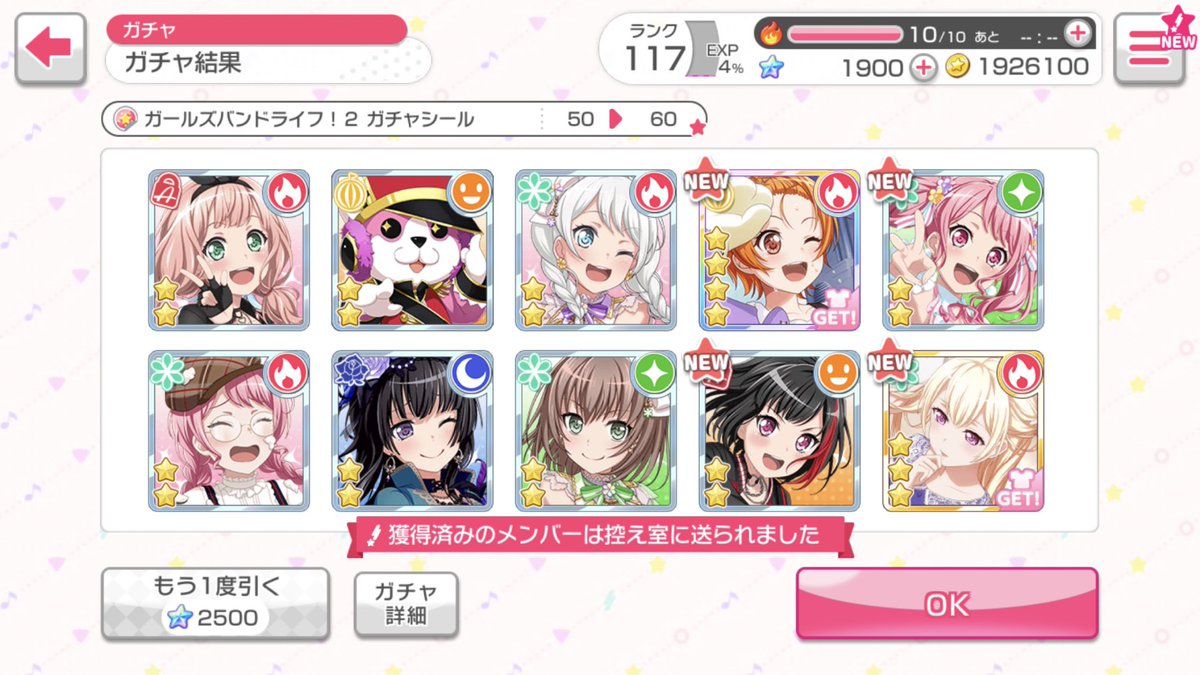 ガチャ
ガチャ結果
ランク
117
EXP
4%
10/10 あと --:--
1900
1926100
NEW
ガールズバンドライフ！2 ガチャシール 50 60
NEW
NEW
GET!
NEW
NEW
GET!
獲得済みのメンバーは控え室に送られました
もう1度引く
2500
ガチャ
詳細
OK